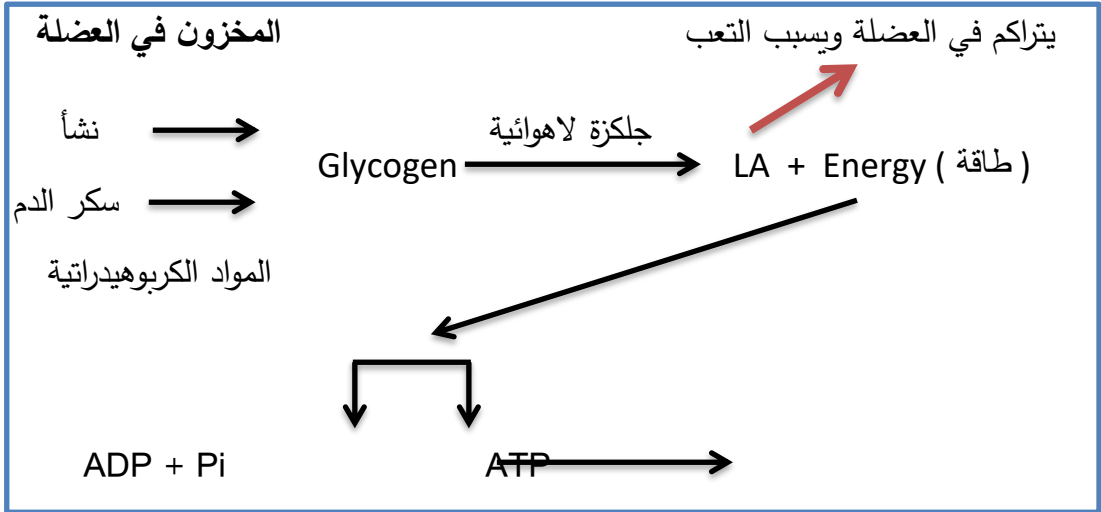 المخزون في العضلة
يتراكم في العضلة ويسبب التعب
نشأ
جلكزة لاهوائية
Glycogen
LA + Energy ( طاقة )
سكر الدم
المواد الكربوهيدراتية
ADP + Pi
ATP